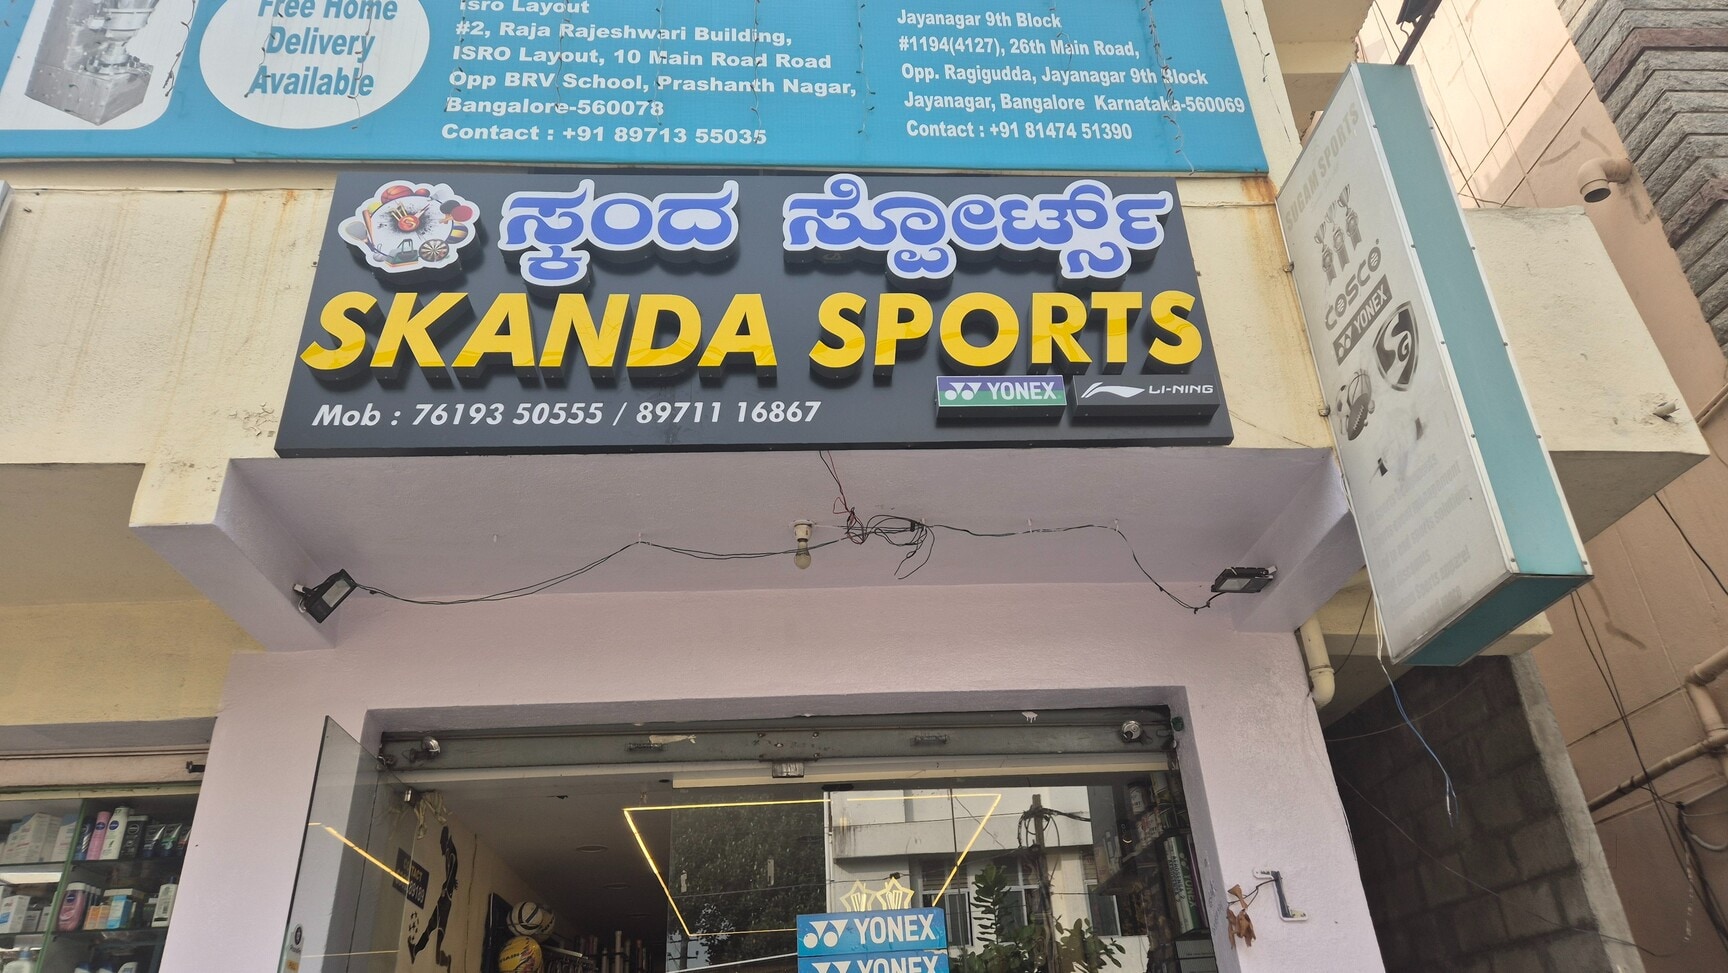 Free Home
Delivery
Available
Isro Layout
#2, Raja Rajeshwari Building,
ISRO Layout, 10 Main Road Road
Opp BRV School, Prashanth Nagar,
Bangalore-560078
Contact : +91 89713 55035
Jayanagar 9th Block
#1194(4127), 26th Main Road,
Opp. Ragigudda, Jayanagar 9th Block
Jayanagar, Bangalore Karnataka-560069
Contact : +91 81474 51390
ಸ್ಕಂದ ಸ್ಪೋರ್ಟ್ಸ್
SKANDA SPORTS
Mob : 76193 50555 / 89711 16867
YONEX
LI-NING
SUGAM SPORTS
COSCO
YONEX
SG
YONEX
YONEX